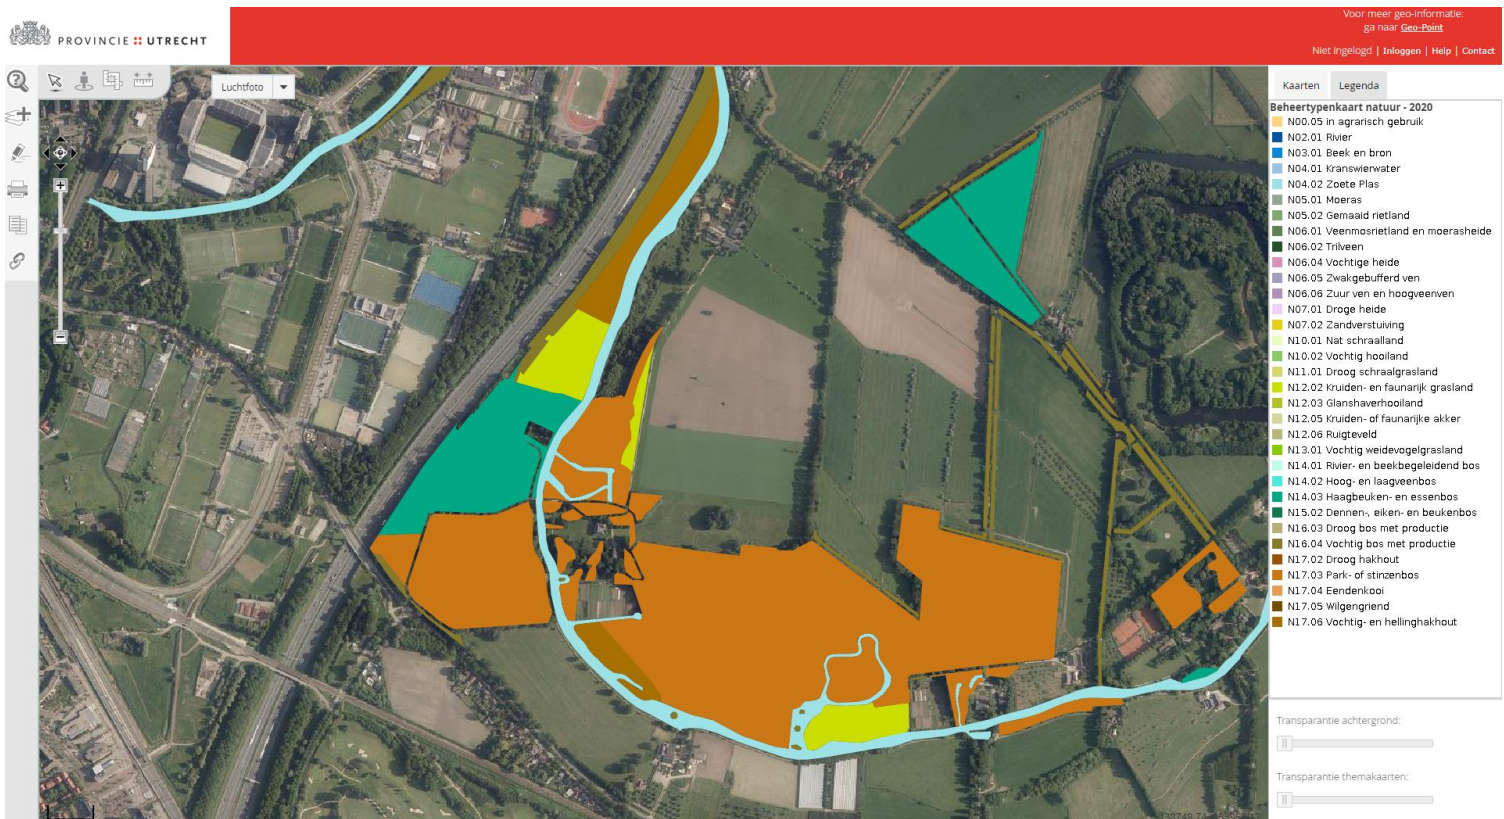 Voor meer geo-informatie:
ga naar Geo-Point
PROVINCIE UTRECHT
Niet ingelogd | Inloggen | Help | Contact
Luchtfoto
Kaarten
Legenda
Beheertypenkaart natuur - 2020
N00.05 in agrarisch gebruik
N02.01 Rivier
N03.01 Beek en bron
N04.01 Kranswierwater
N04.02 Zoete Plas
N05.01 Moeras
N05.02 Gemaaid rietland
N06.01 Veenmosrietland en moerasheide
N06.02 Trilveen
N06.04 Vochtige heide
N06.05 Zwakgebufferd ven
N06.06 Zuur ven en hoogveenven
N07.01 Droge heide
N07.02 Zandverstuiving
N10.01 Nat schraalland
N10.02 Vochtig hooiland
N11.01 Droog schraalgrasland
N12.02 Kruiden- en faunarijk grasland
N12.03 Glanshaverhooiland
N12.05 Kruiden- of faunarijke akker
N12.06 Ruigteveld
N13.01 Vochtig weidevogelgrasland
N14.01 Rivier- en beekbegeleidend bos
N14.02 Hoog- en laagveenbos
N14.03 Haagbeuken- en essenbos
N15.02 Dennen-, eiken- en beukenbos
N16.03 Droog bos met productie
N16.04 Vochtig bos met productie
N17.02 Droog hakhout
N17.03 Park- of stinzenbos
N17.04 Eendenkooi
N17.05 Wilgengriend
N17.06 Vochtig- en hellinghakhout
Transparantie achtergrond:
Transparantie themakaarten: